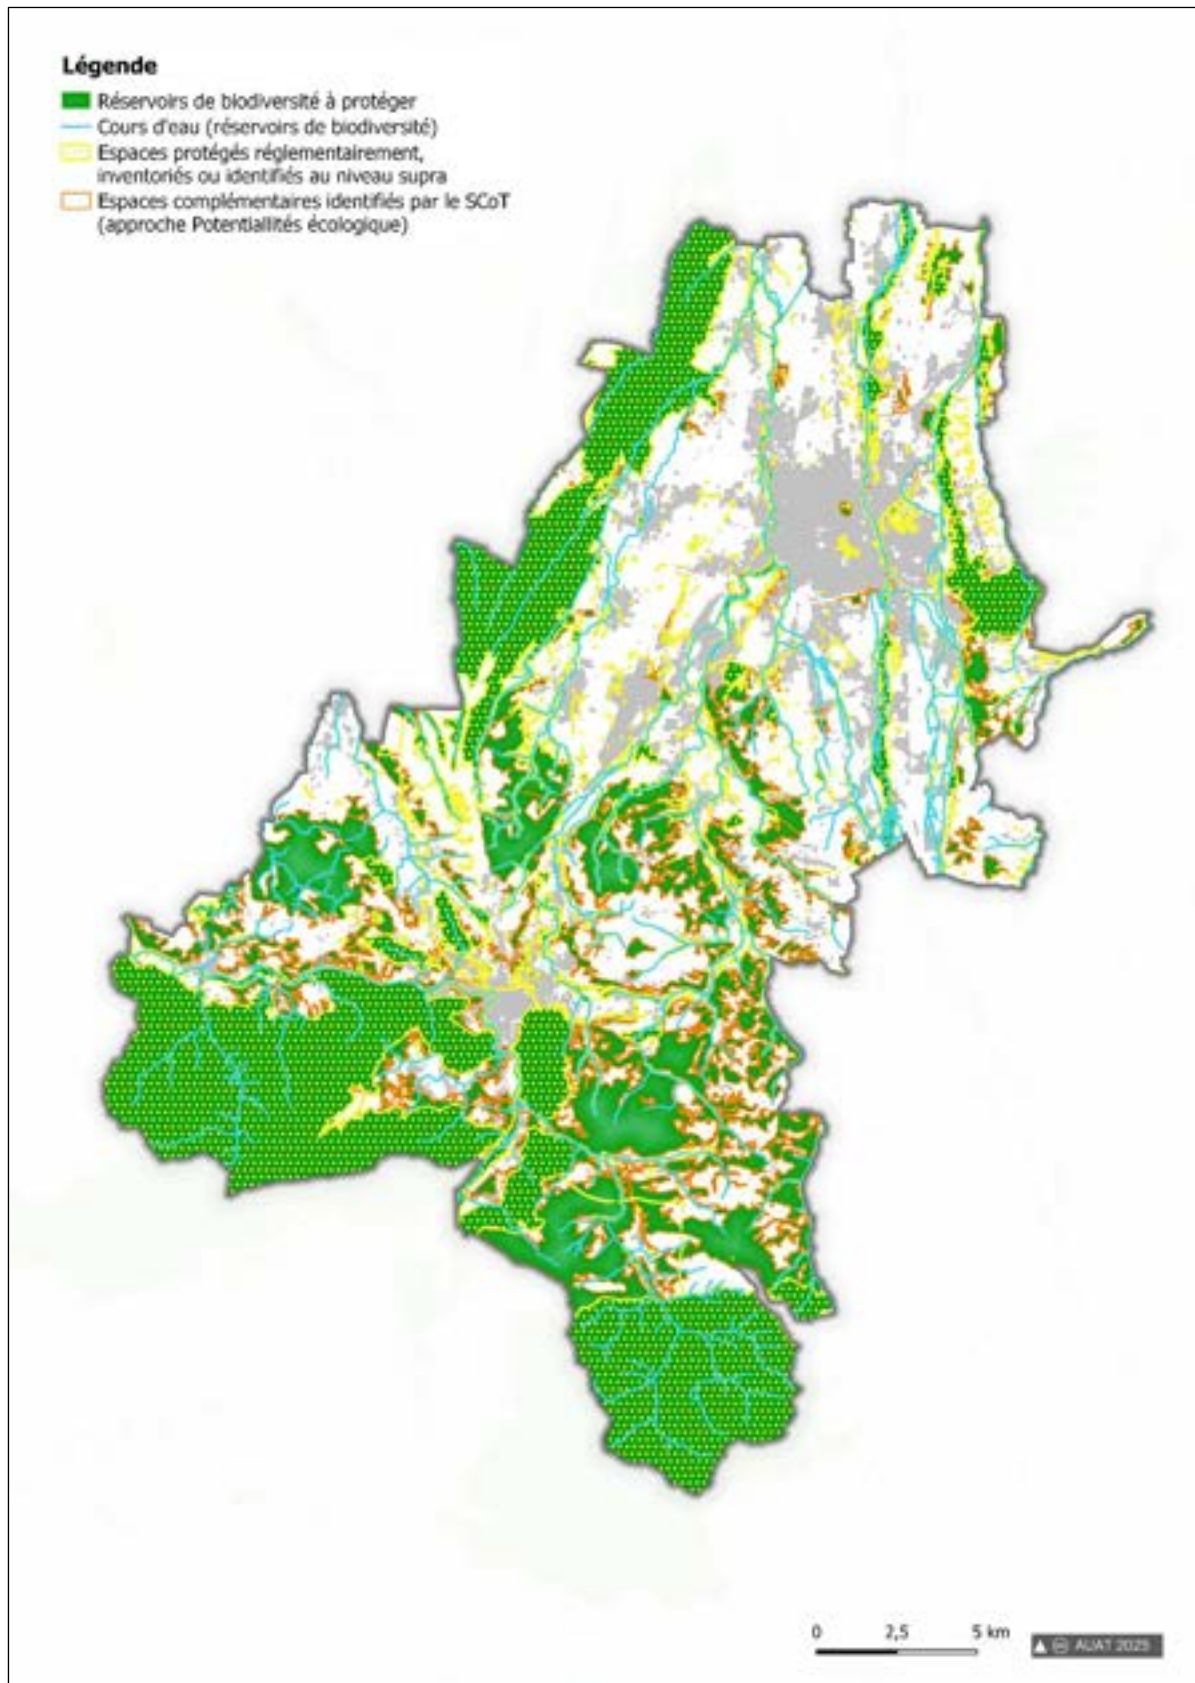 Légende
Réservoirs de biodiversité à protéger
Cours d'eau (réservoirs de biodiversité)
Espaces protégés réglementairement,
inventoriés ou identifiés au niveau supra
Espaces complémentaires identifiés par le SCoT
(approche Potentiallités écologique)
0 2,5 5 km
AUAT 2025